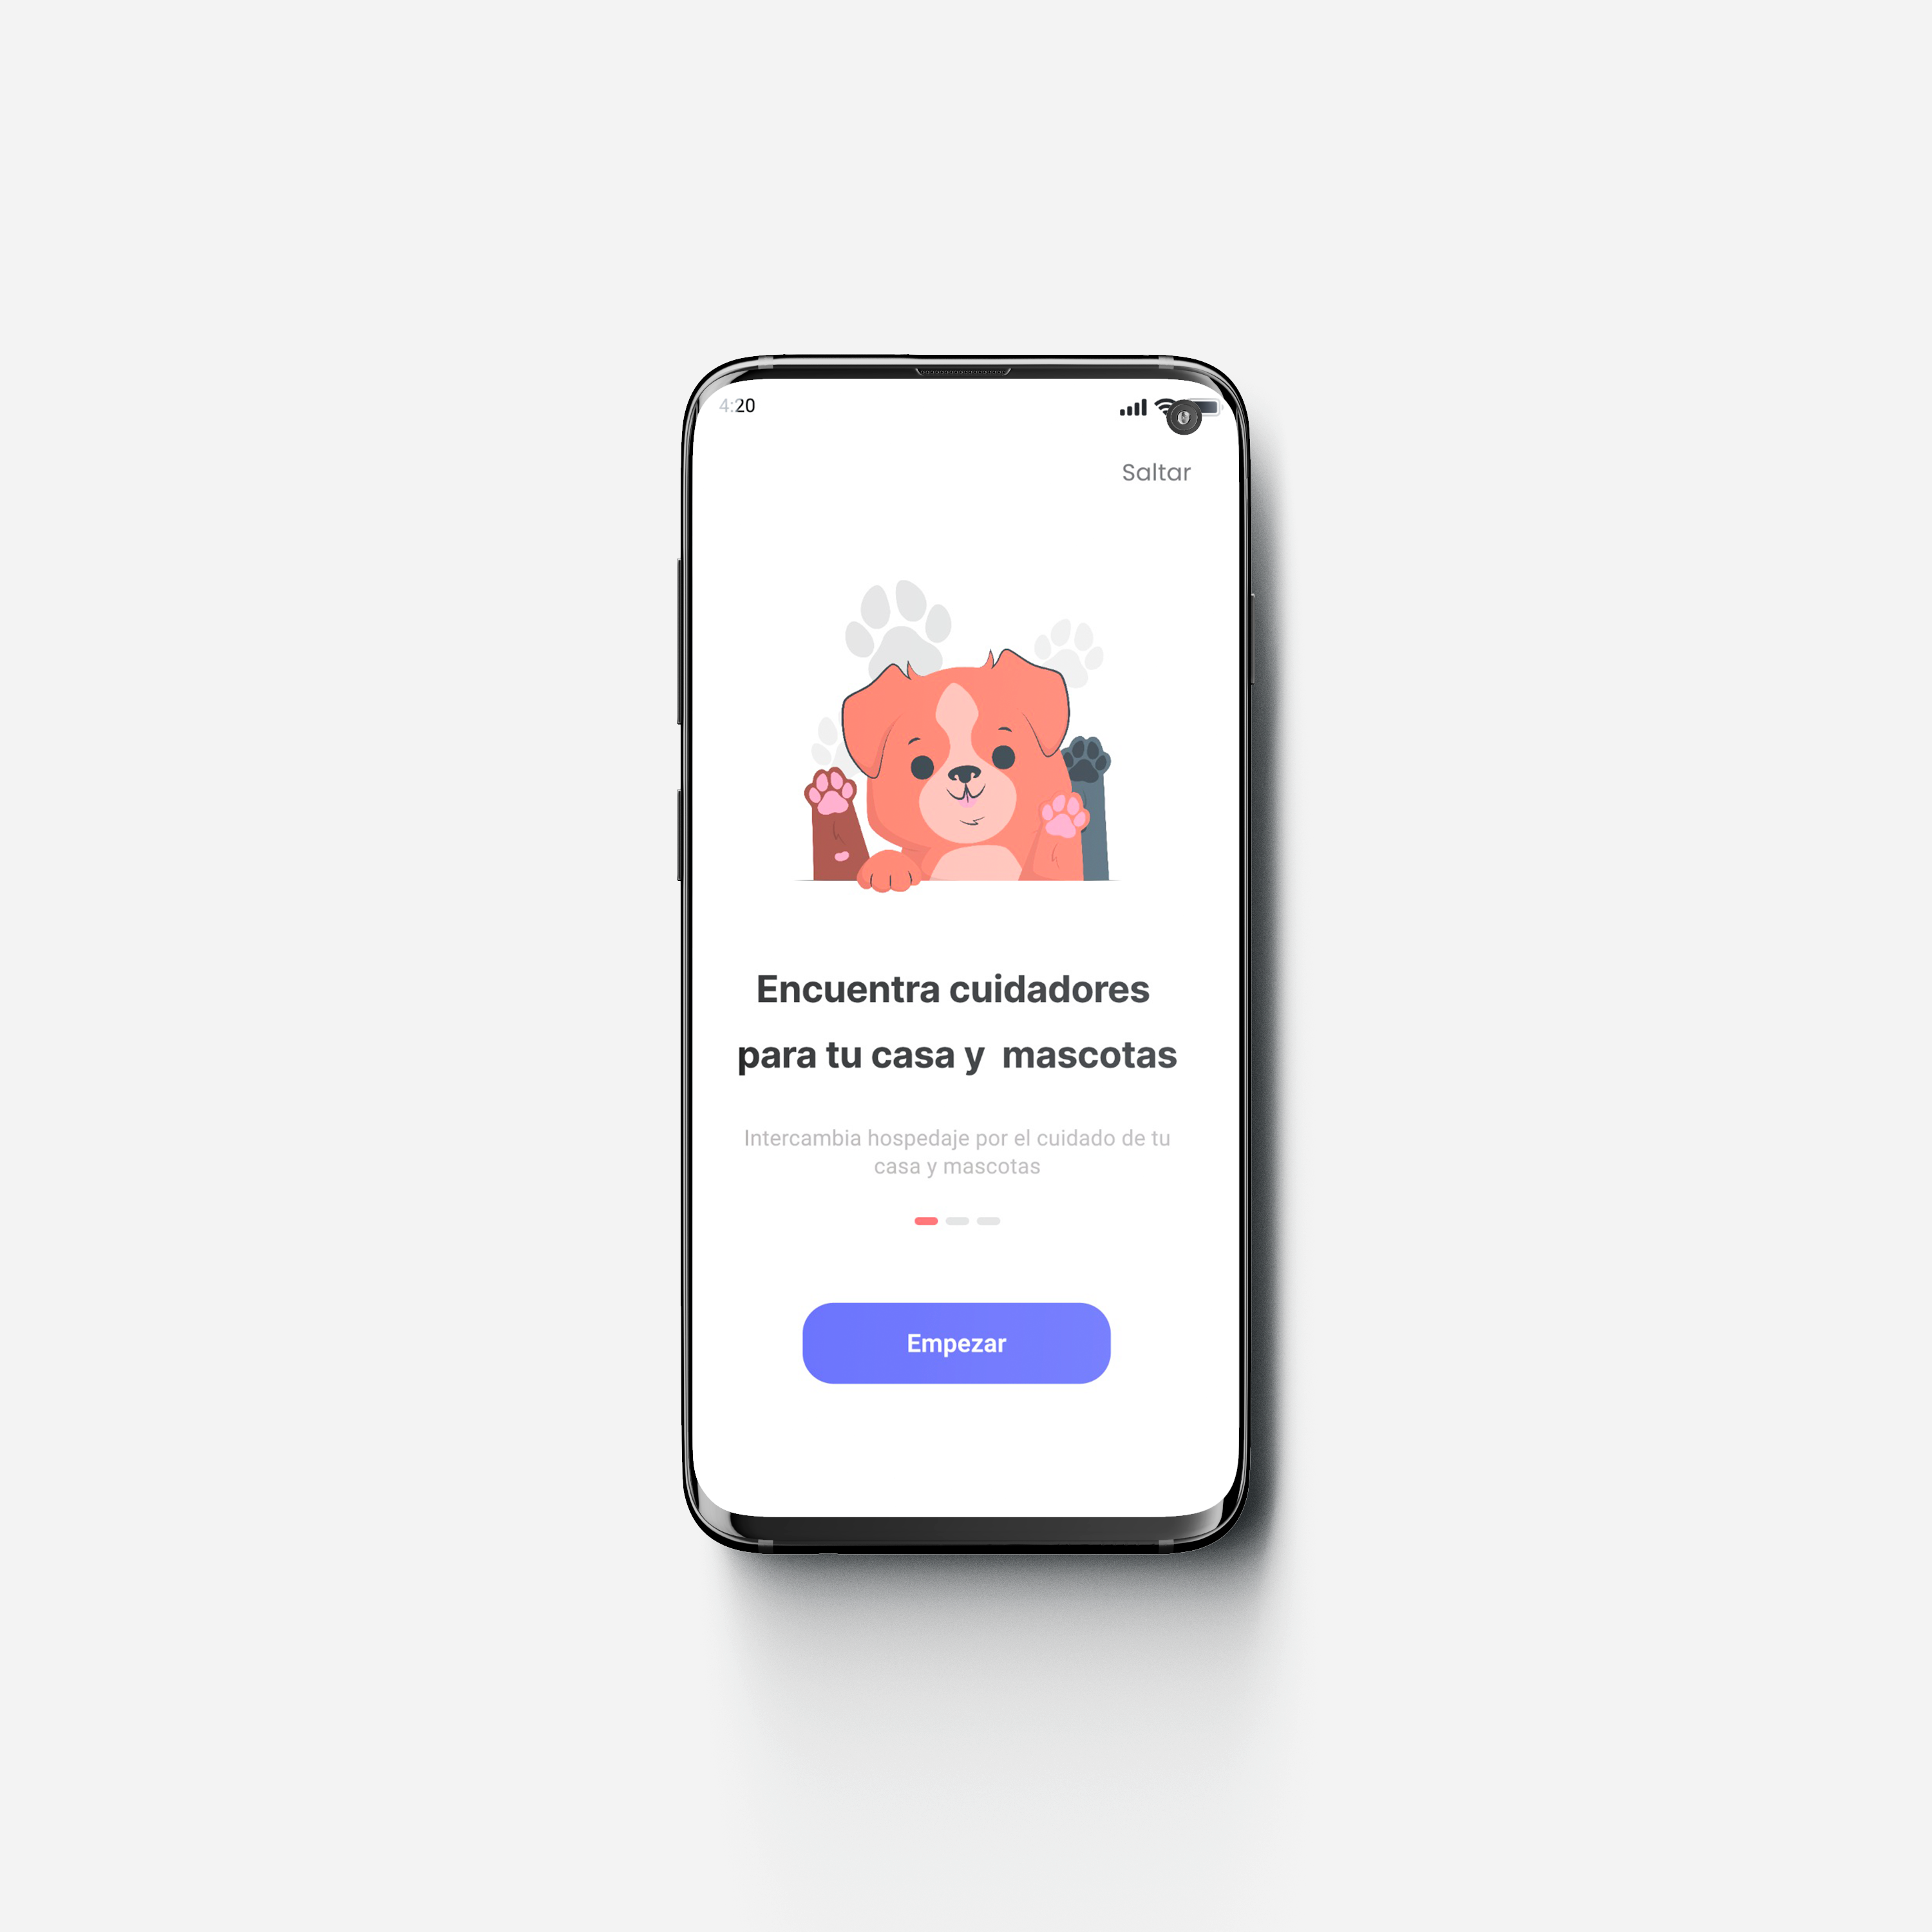 4:20
Saltar
Encuentra cuidadores
para tu casa y  mascotas
Intercambia hospedaje por el cuidado de tu
casa y mascotas
Empezar